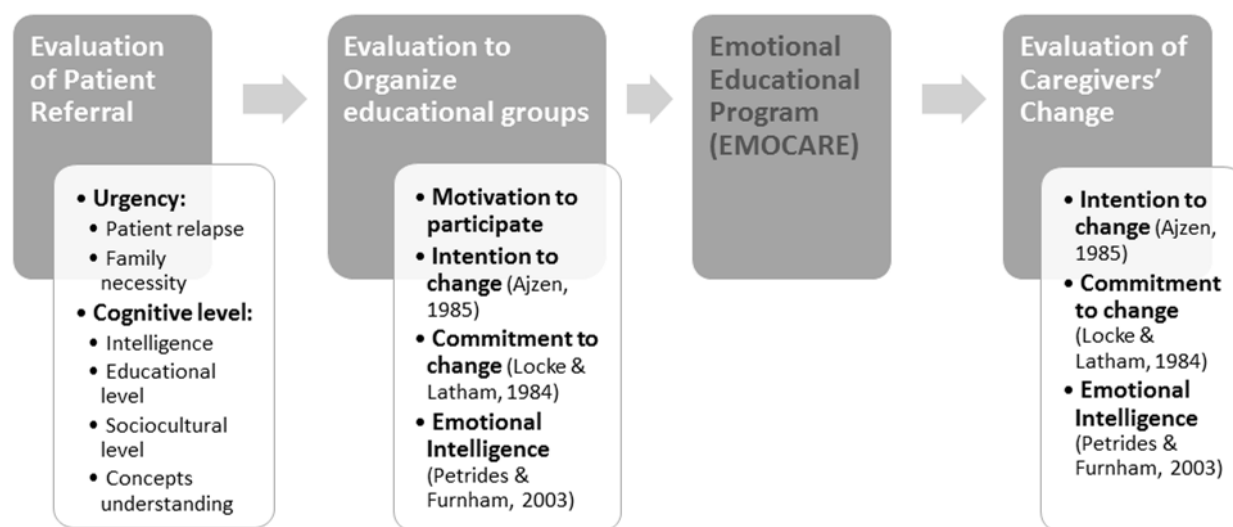 Evaluation
of Patient
Referral
• Urgency:
• Patient relapse
• Family
necessity
• Cognitive level:
• Intelligence
• Educational
level
• Sociocultural
level
• Concepts
understanding
Evaluation to
Organize
educational groups
• Motivation to
participate
• Intention to
change (Ajzen,
1985)
• Commitment to
change (Locke &
Latham, 1984)
• Emotional
Intelligence
(Petrides &
Furnham, 2003)
Emotional
Educational
Program
(EMOCARE)
Evaluation of
Caregivers’
Change
• Intention to
change (Ajzen,
1985)
• Commitment
to change
(Locke &
Latham, 1984)
• Emotional
Intelligence
(Petrides &
Furnham, 2003)